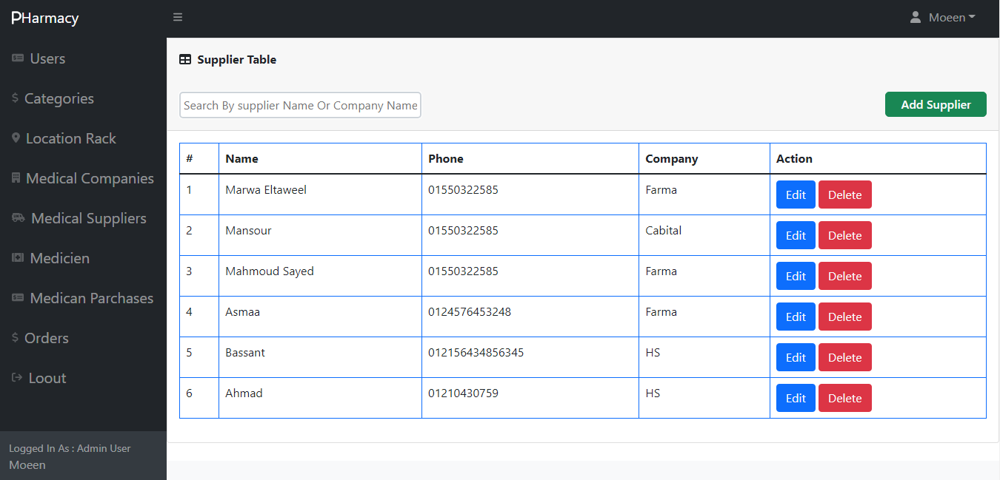 PHarmacy
Moeen
Users
Categories
Location Rack
Medical Companies
Medical Suppliers
Medicien
Medican Parchases
Orders
Loout
Logged In As : Admin User
Moeen
Supplier Table
Search By supplier Name Or Company Name
Add Supplier
# Name Phone Company Action
1 Marwa Eltaweel 01550322585 Farma Edit Delete
2 Mansour 01550322585 Cabital Edit Delete
3 Mahmoud Sayed 01550322585 Farma Edit Delete
4 Asmaa 0124576453248 Farma Edit Delete
5 Bassant 012156434856345 HS Edit Delete
6 Ahmad 01210430759 HS Edit Delete